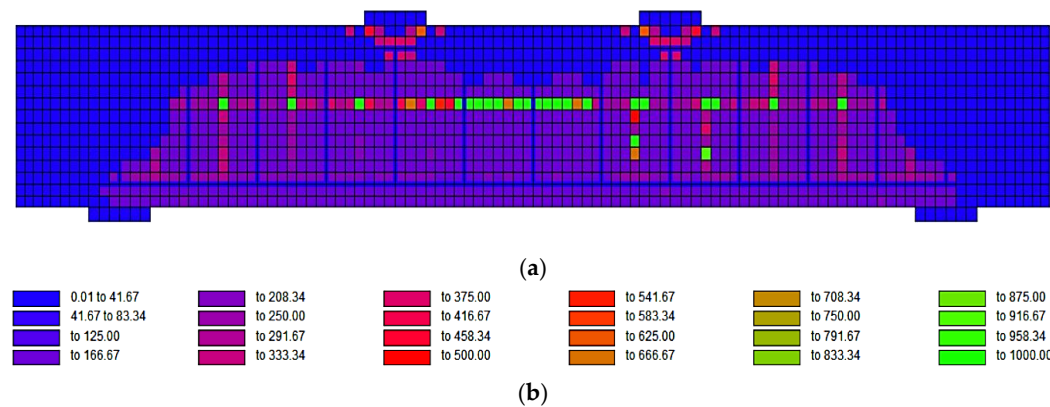 (a)
0.01 to 41.67 to 208.34 to 375.00 to 541.67 to 708.34 to 875.00
41.67 to 83.34 to 250.00 to 416.67 to 583.34 to 750.00 to 916.67
to 125.00 to 291.67 to 458.34 to 625.00 to 791.67 to 958.34
to 166.67 to 333.34 to 500.00 to 666.67 to 833.34 to 1000.00
(b)